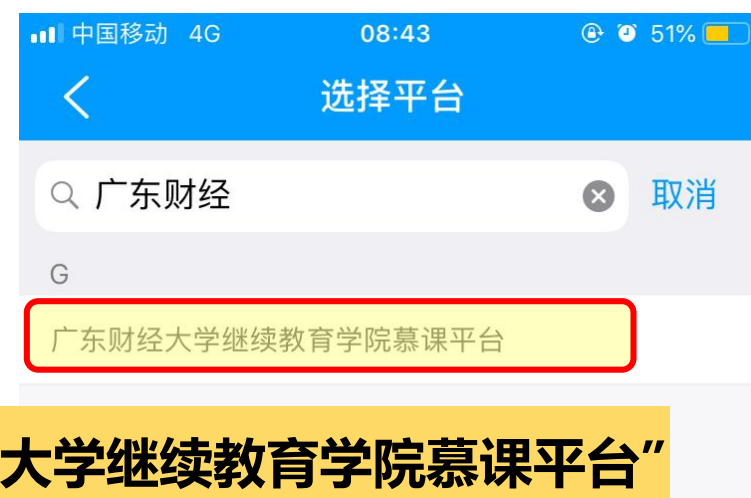 中国移动 4G 08:43 51%
选择平台
广东财经 取消
G
广东财经大学继续教育学院慕课平台
大学继续教育学院慕课平台”